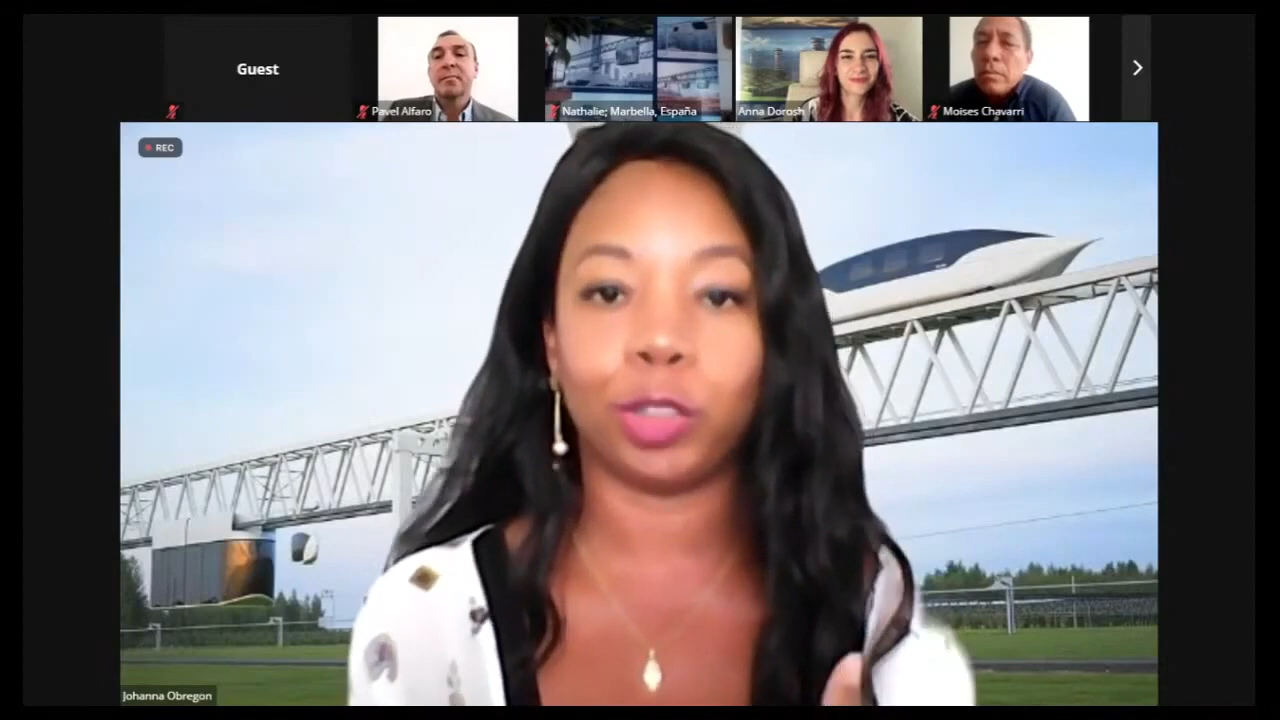 Guest
Pavel Alfaro
Nathalie; Marbella, España
Anna Dorosh
Moises Chavarri
REC
Johanna Obregon